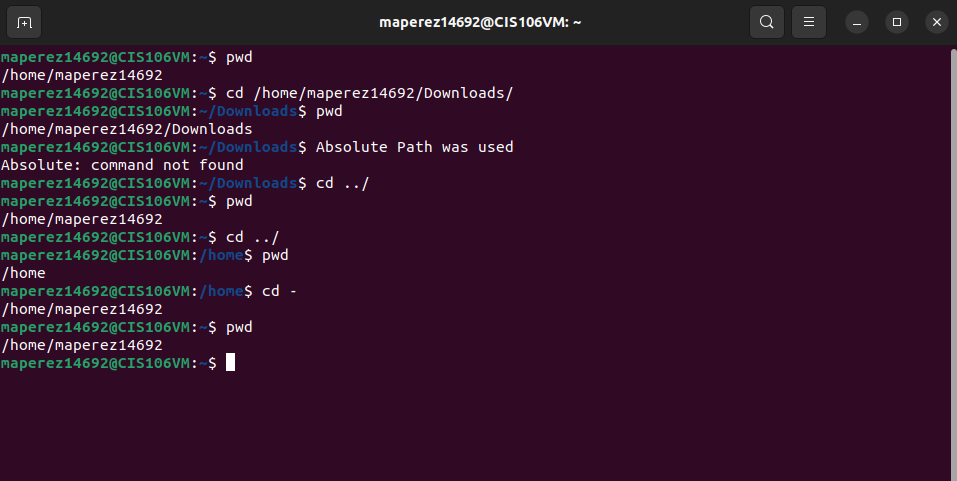 maperez14692@CIS106VM: ~
maperez14692@CIS106VM:~$ pwd
/home/maperez14692
maperez14692@CIS106VM:~$ cd /home/maperez14692/Downloads/
maperez14692@CIS106VM:~/Downloads$ pwd
/home/maperez14692/Downloads
maperez14692@CIS106VM:~/Downloads$ Absolute Path was used
Absolute: command not found
maperez14692@CIS106VM:~/Downloads$ cd ../
maperez14692@CIS106VM:~$ pwd
/home/maperez14692
maperez14692@CIS106VM:~$ cd ../
maperez14692@CIS106VM:/home$ pwd
/home
maperez14692@CIS106VM:/home$ cd -
/home/maperez14692
maperez14692@CIS106VM:~$ pwd
/home/maperez14692
maperez14692@CIS106VM:~$